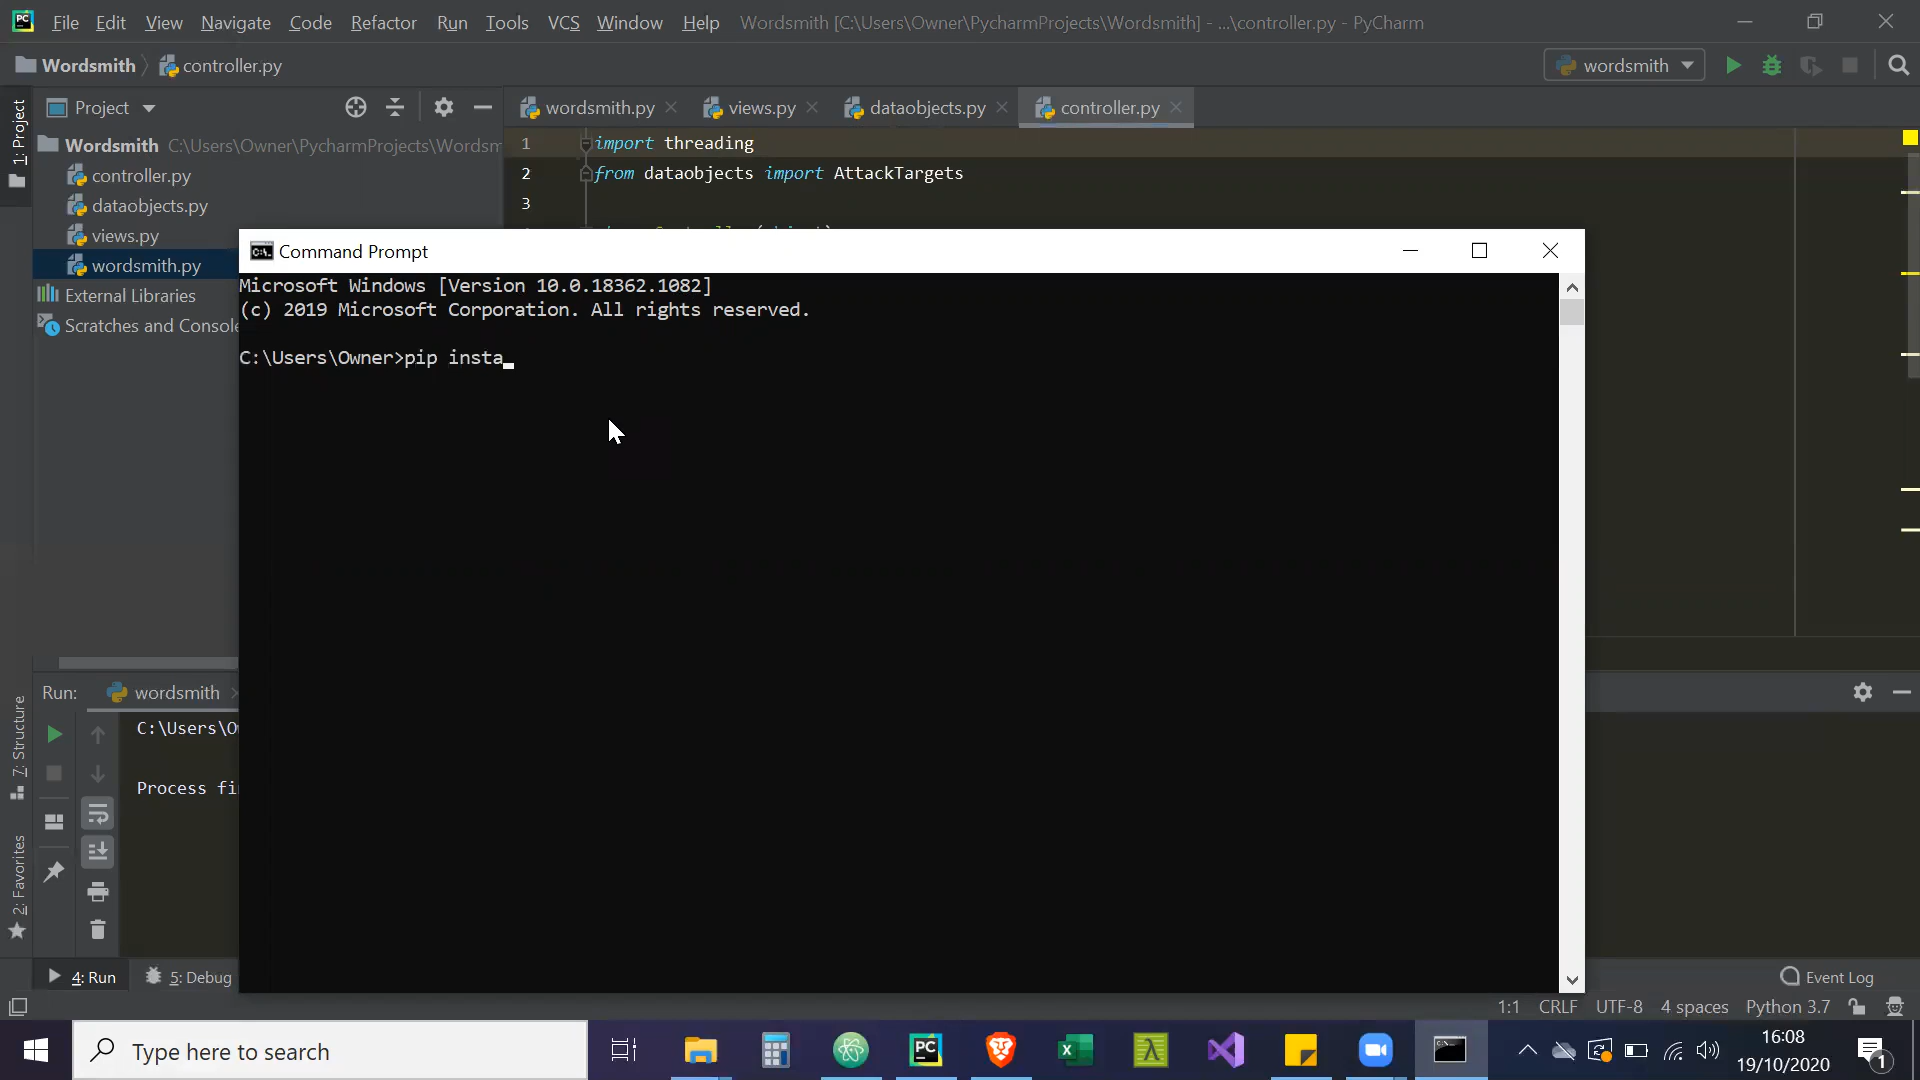 File Edit View Navigate Code Refactor Run Tools VCS Window Help Wordsmith [C:\Users\Owner\PycharmProjects\Wordsmith] - ...\controller.py - PyCharm
Wordsmith controller.py wordsmith
1: Project
Project wordsmith.py views.py dataobjects.py controller.py
Wordsmith C:\Users\Owner\PycharmProjects\Wordsm
controller.py
dataobjects.py
views.py
wordsmith.py
External Libraries
Scratches and Console
1 import threading
2 from dataobjects import AttackTargets
3
Command Prompt
Microsoft Windows [Version 10.0.18362.1082]
(c) 2019 Microsoft Corporation. All rights reserved.
C:\Users\Owner>pip insta_
7: Structure
2: Favorites
Run: wordsmith
C:\Users\O
Process fi
4: Run 5: Debug Event Log
1:1 CRLF UTF-8 4 spaces Python 3.7
Type here to search
16:08
19/10/2020
1